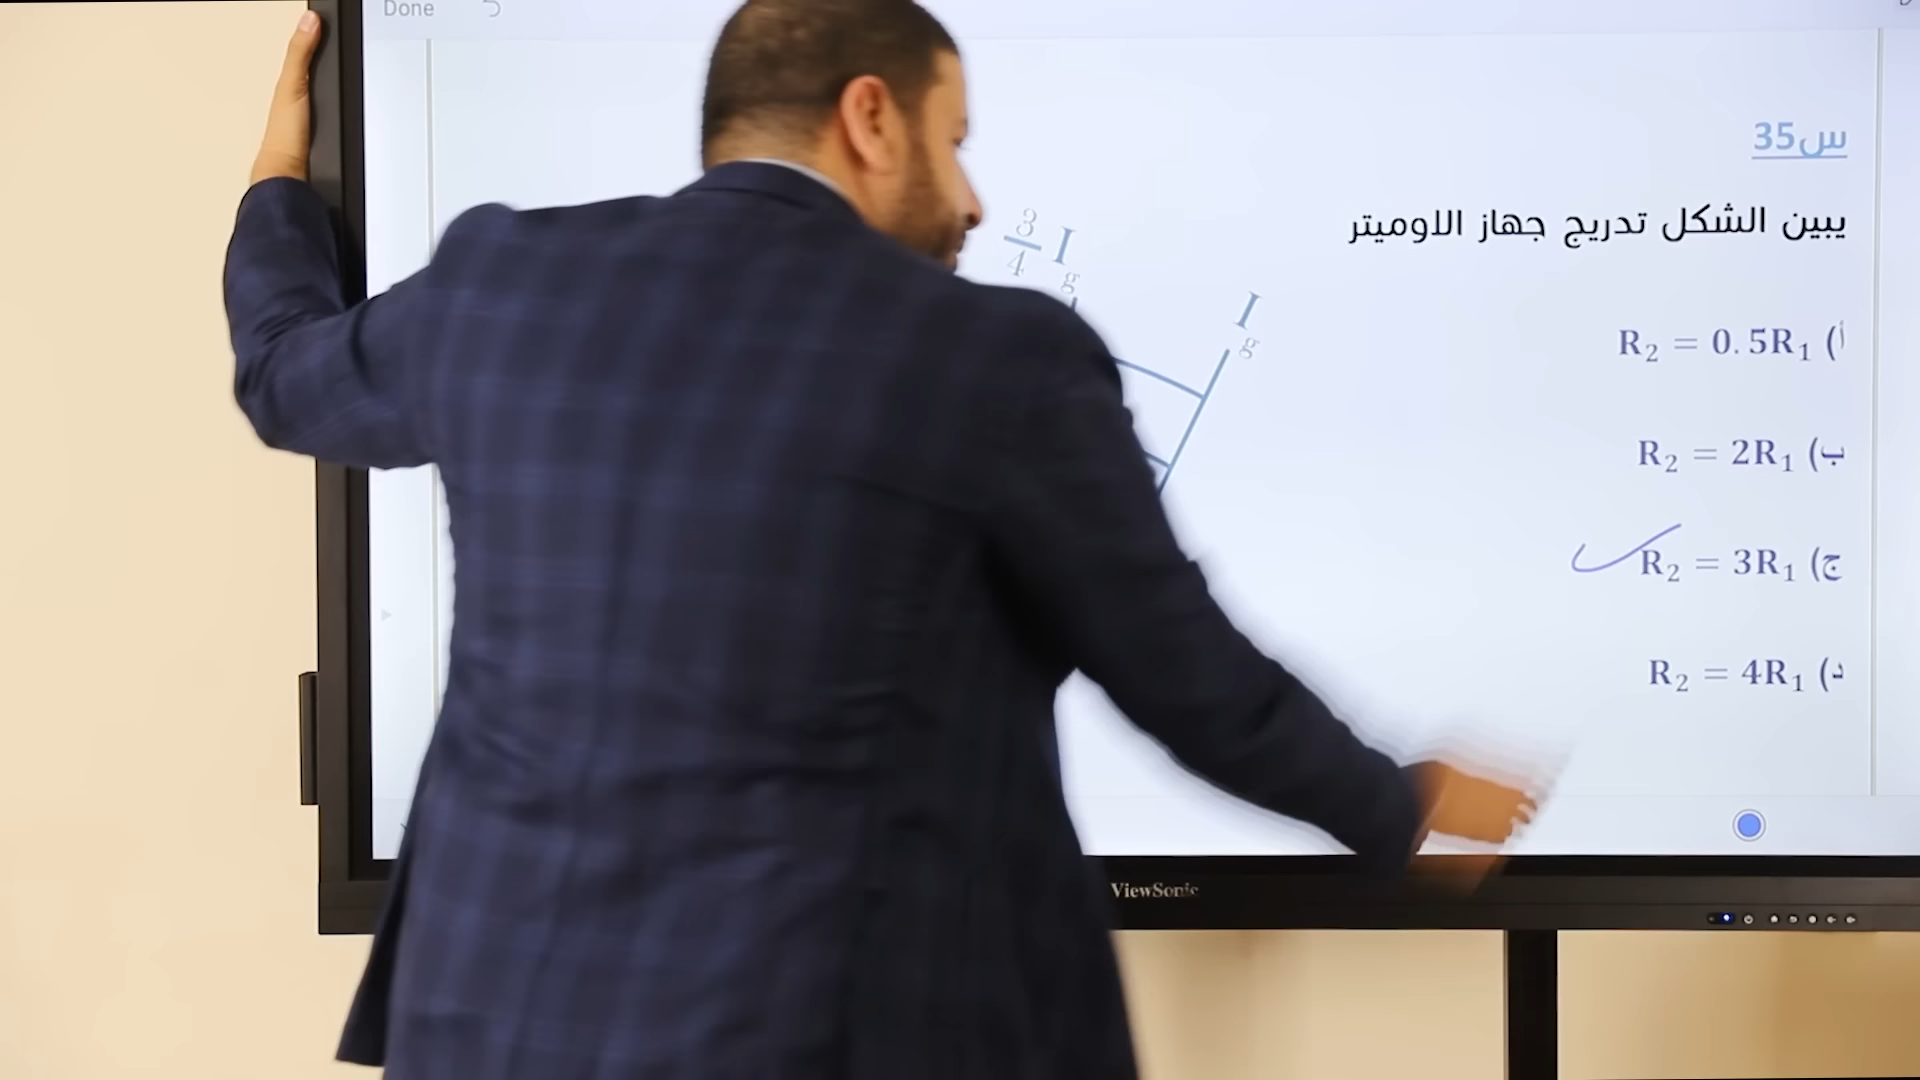 Done
س35
يبين الشكل تدريج جهاز الاوميتر
3/4 I g
I g
أ) R₂ = 0.5R₁
ب) R₂ = 2R₁
ج) R₂ = 3R₁
د) R₂ = 4R₁
ViewSonic